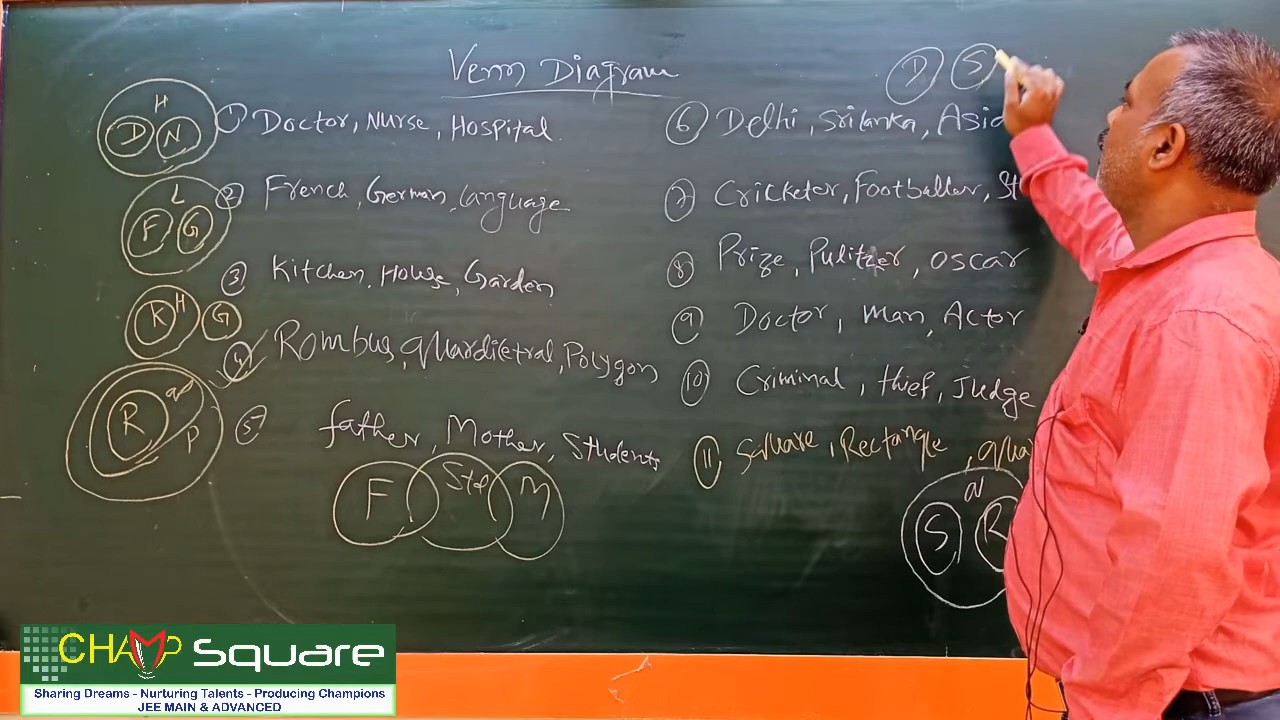 Venn Diagram
H
D N
① Doctor, Nurse, Hospital
L
F G
② French, German, Language
③ Kitchen, House, Garden
K H G
④ Rombus, quardiletral, Polygon
R P
⑤ father, Mother, Students
F M
D S
⑥ Delhi, Srilanka, Asia
⑦ Cricketer, Footballer, St
⑧ Prize, Pulitzer, Oscar
⑨ Doctor, Man, Actor
⑩ Criminal, thief, Judge
⑪ Square, Rectangle, quar
S R
CHAMP Square
Sharing Dreams - Nurturing Talents - Producing Champions
JEE MAIN & ADVANCED